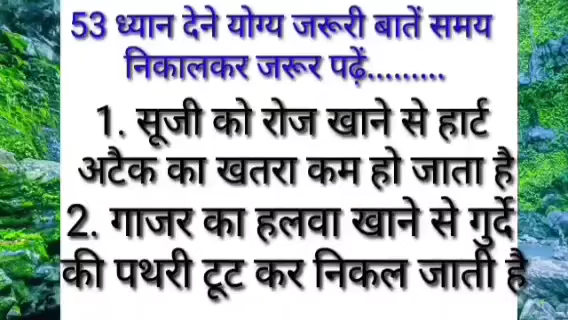 53 ध्यान देने योग्य जरूरी बातें समय
निकालकर जरूर पढ़ें.........
1. सूजी को रोज खाने से हार्ट
अटैक का खतरा कम हो जाता है
2. गाजर का हलवा खाने से गुर्दे
की पथरी टूट कर निकल जाती है